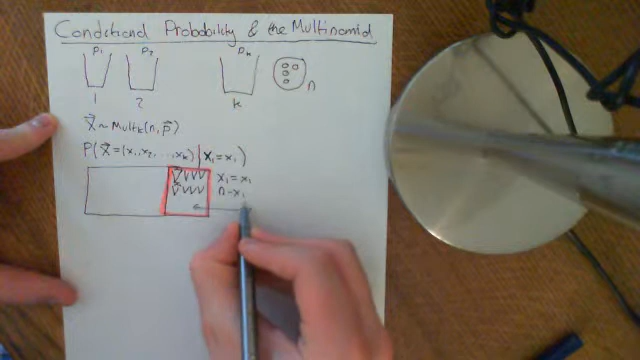 Conditional Probability & the Multinomial
P₁ P₂ Pₖ
1 2 k n
X⃗ ~ Multₖ(n, p⃗)
P(X⃗ = (x₁, x₂, ..., xₖ) | X₁ = x₁)
X₁ = x₁
n - x₁